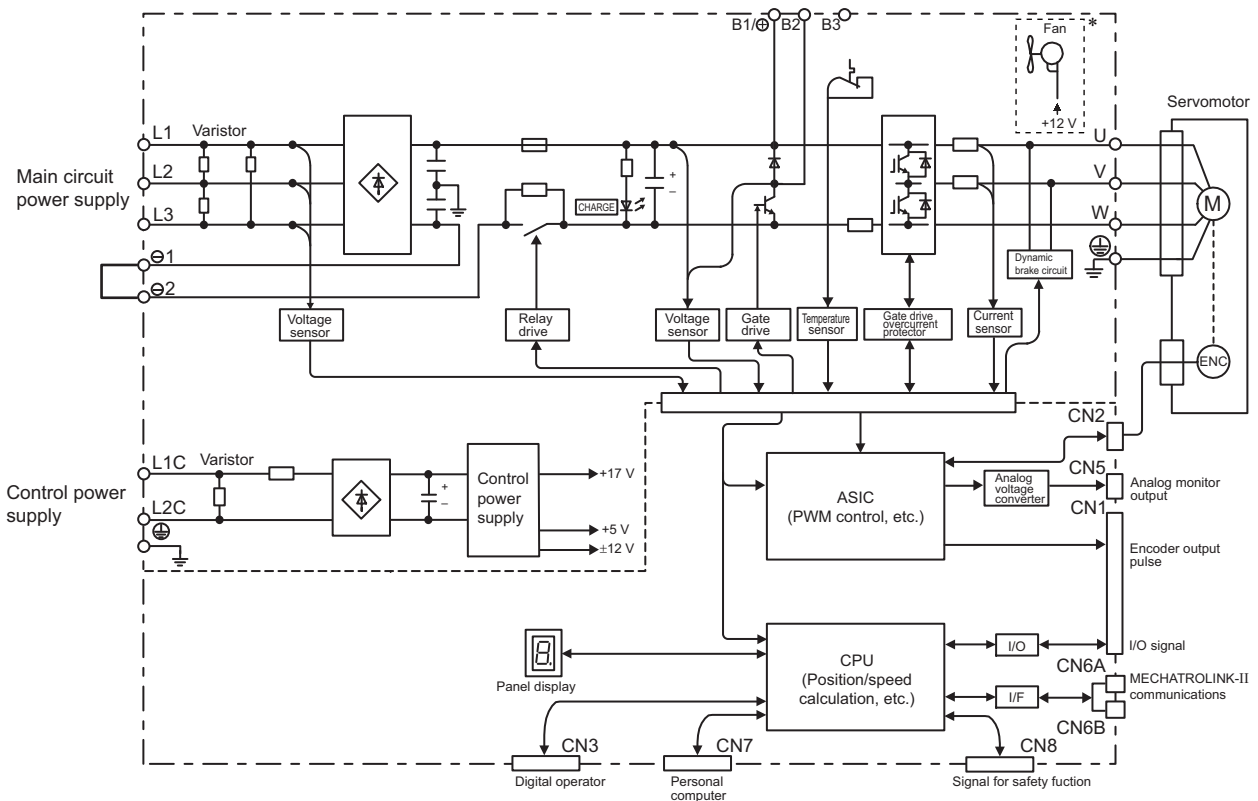 B1/⊕ B2 B3
Fan
*
+12 V
Servomotor
Main circuit
power supply
L1
Varistor
L2
L3
⊖1
⊖2
CHARGE
+
–
U
V
W
M
ENC
Dynamic
brake circuit
Voltage
sensor
Relay
drive
Voltage
sensor
Gate
drive
Temperature
sensor
Gate drive
overcurrent
protector
Current
sensor
Control power
supply
L1C
Varistor
L2C
+
–
Control
power
supply
+17 V
+5 V
±12 V
ASIC
(PWM control, etc.)
Analog
voltage
converter
CN2
CN5
Analog monitor
output
CN1
Encoder output
pulse
Panel display
CPU
(Position/speed
calculation, etc.)
I/O
I/O signal
I/F
CN6A
MECHATROLINK-II
communications
CN6B
CN3
Digital operator
CN7
Personal
computer
CN8
Signal for safety fuction
8.